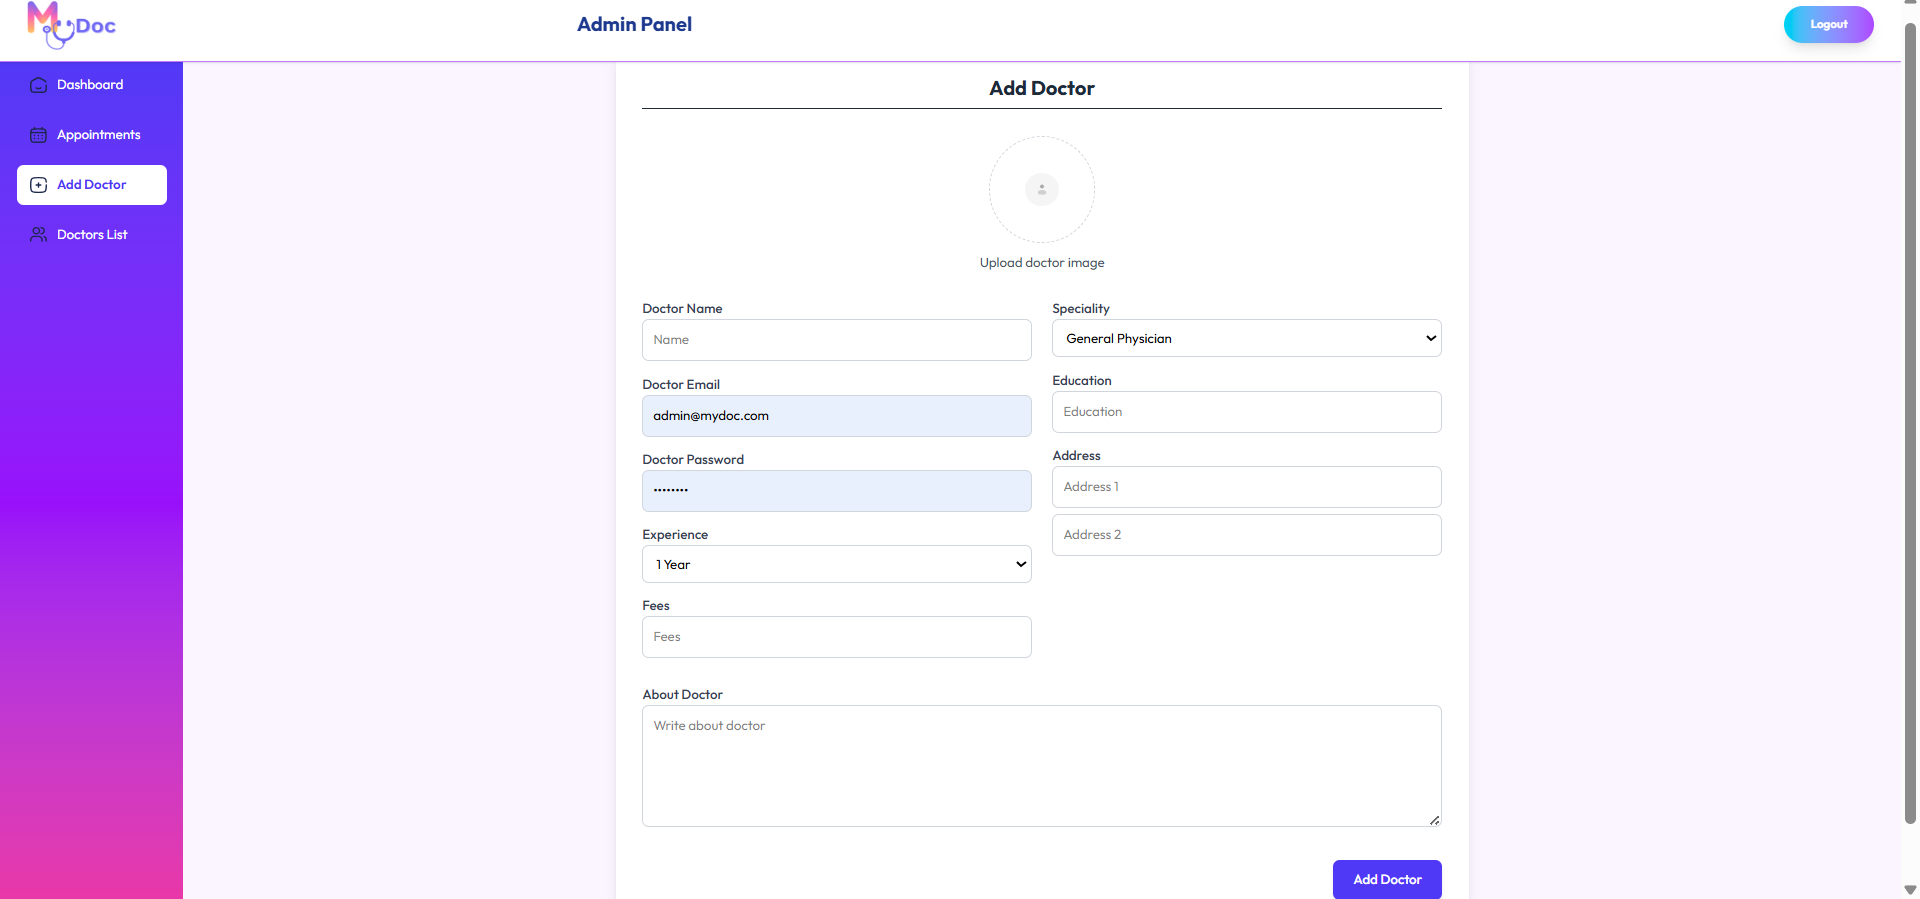 MyDoc
Admin Panel
Logout
Dashboard
Appointments
Add Doctor
Doctors List
Add Doctor
Upload doctor image
Doctor Name
Name
Doctor Email
admin@mydoc.com
Doctor Password
••••••••
Experience
1 Year
Fees
Fees
Speciality
General Physician
Education
Education
Address
Address 1
Address 2
About Doctor
Write about doctor
Add Doctor